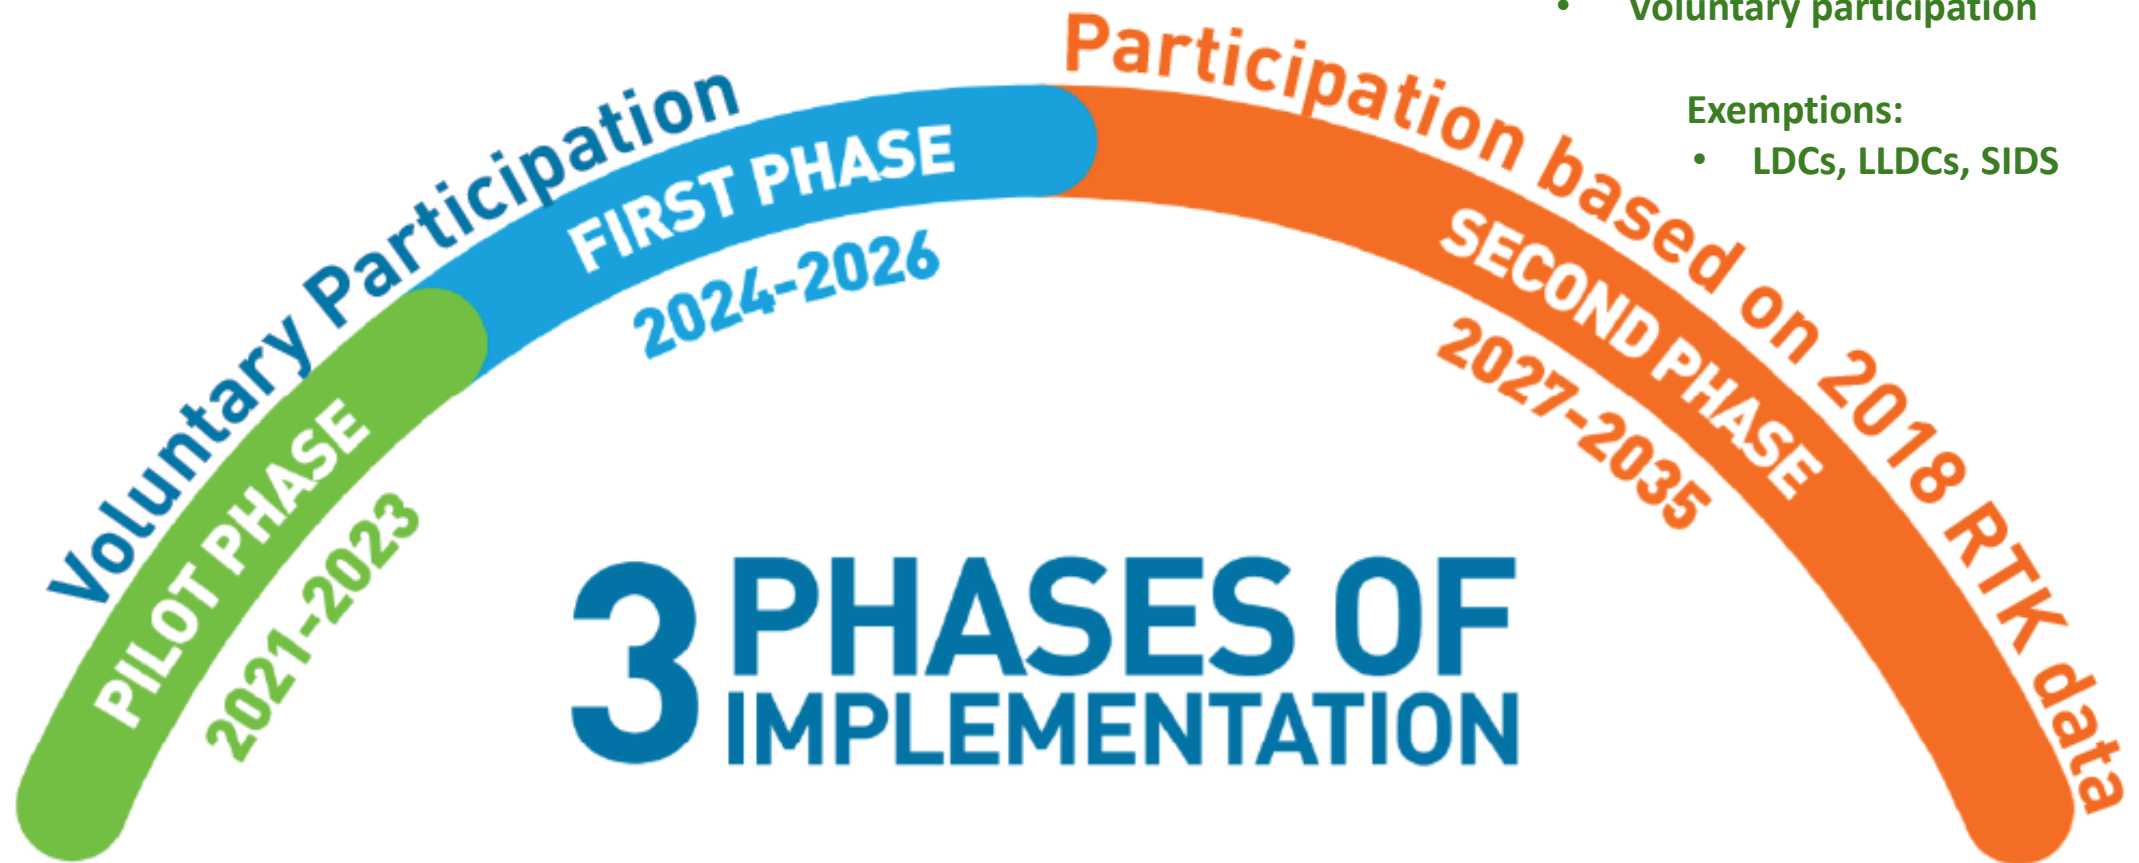 • Voluntary participation
Exemptions:
• LDCs, LLDCs, SIDS
Voluntary Participation
Participation based on 2018 RTK data
PILOT PHASE
2021-2023
FIRST PHASE
2024-2026
SECOND PHASE
2027-2035
3 PHASES OF
IMPLEMENTATION